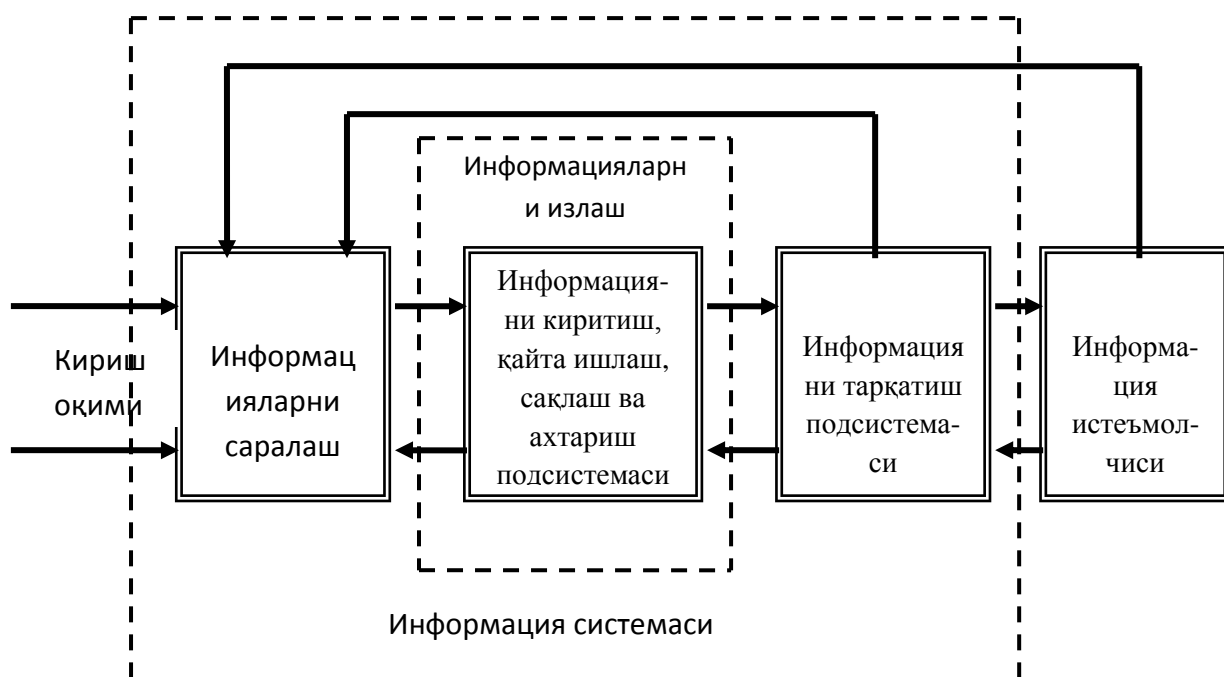 Информацияларн
и излаш
Кириш
оқими
Информац
ияларни
саралаш
Информация-
ни киритиш,
қайта ишлаш,
сақлаш ва
ахтариш
подсистемаси
Информация
ни тарқатиш
подсистема-
си
Информа-
ция
истеъмол-
чиси
Информация системаси